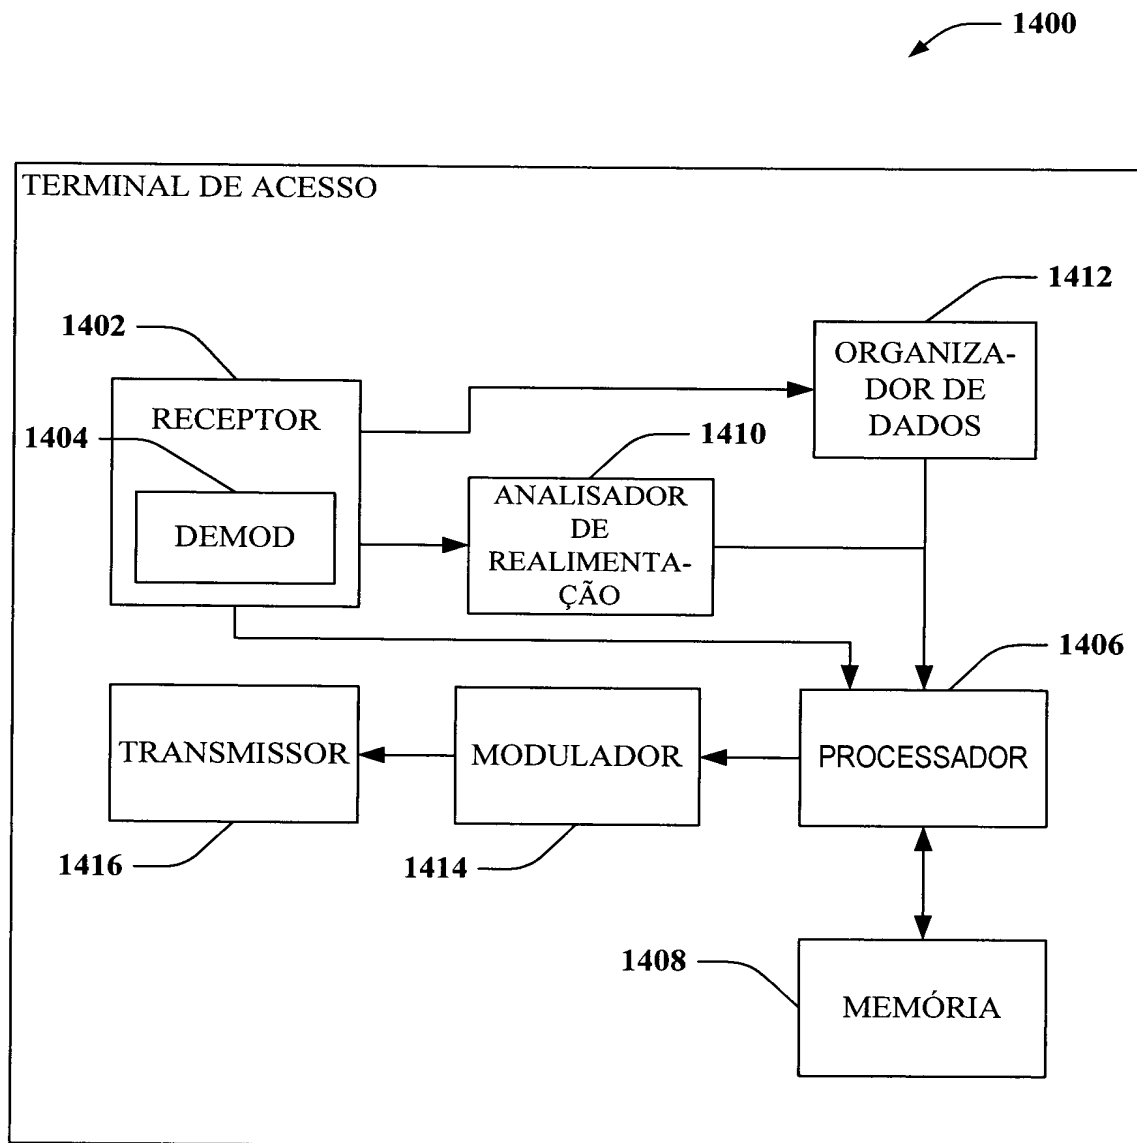 1400
TERMINAL DE ACESSO
1412
1402
ORGANIZA-
DOR DE
DADOS
RECEPTOR
1404
1410
DEMOD
ANALISADOR
DE
REALIMENTA-
ÇÃO
1406
TRANSMISSOR
MODULADOR
PROCESSADOR
1416
1414
1408
MEMÓRIA